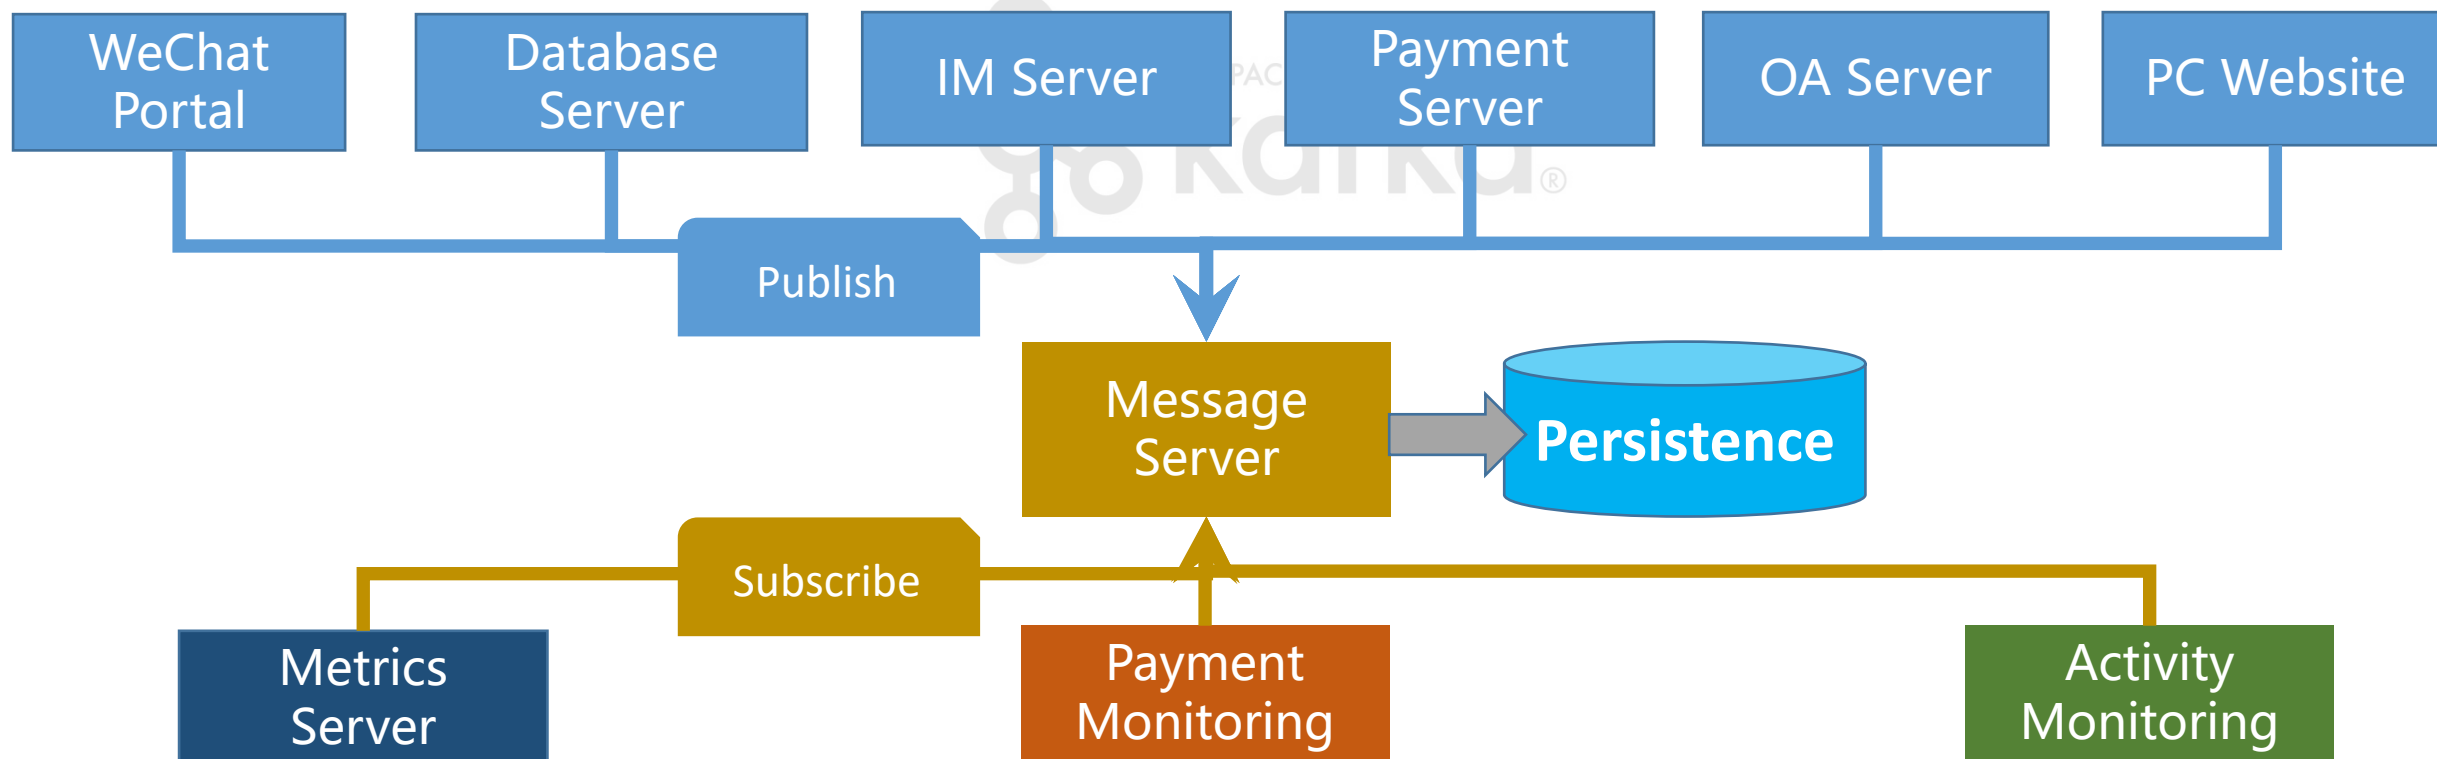 WeChat
Portal
Database
Server
IM Server
Payment
Server
OA Server
PC Website
kafka®
Publish
Message
Server
Persistence
Subscribe
Metrics
Server
Payment
Monitoring
Activity
Monitoring